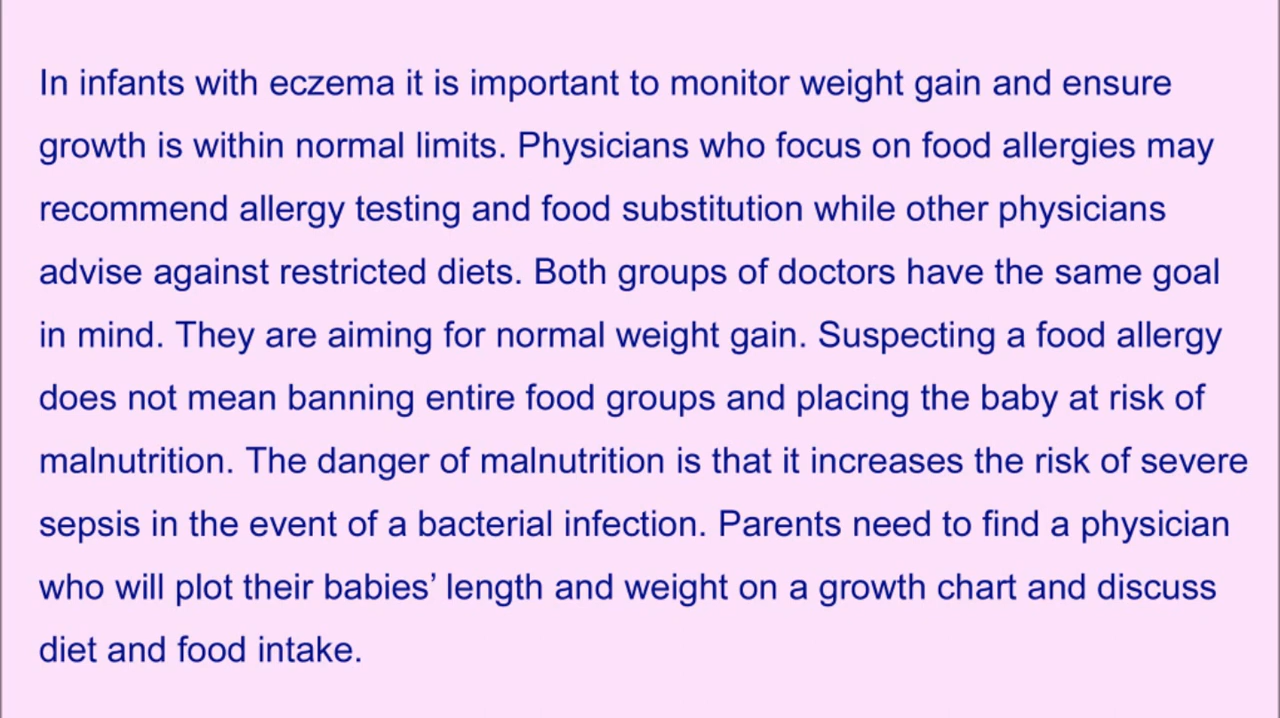 In infants with eczema it is important to monitor weight gain and ensure
growth is within normal limits. Physicians who focus on food allergies may
recommend allergy testing and food substitution while other physicians
advise against restricted diets. Both groups of doctors have the same goal
in mind. They are aiming for normal weight gain. Suspecting a food allergy
does not mean banning entire food groups and placing the baby at risk of
malnutrition. The danger of malnutrition is that it increases the risk of severe
sepsis in the event of a bacterial infection. Parents need to find a physician
who will plot their babies’ length and weight on a growth chart and discuss
diet and food intake.